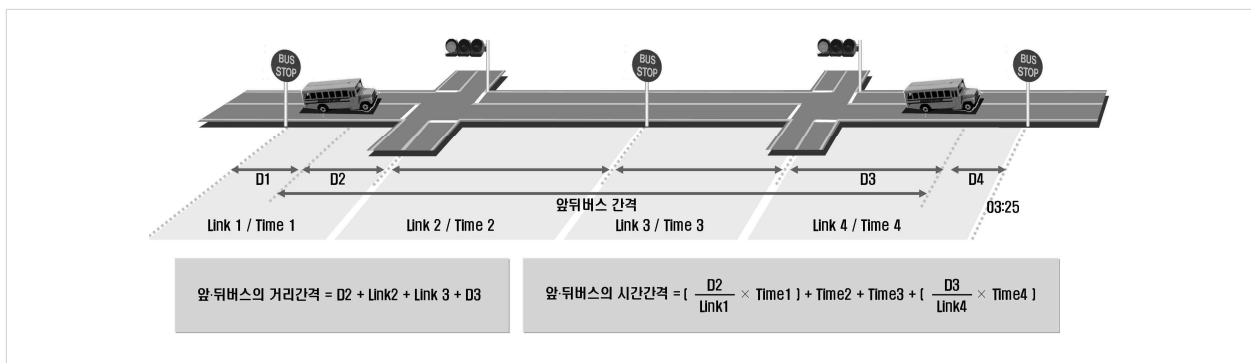 BUS
STOP
BUS
STOP
BUS
STOP
D1
D2
D3
D4
앞뒤버스 간격
03:25
Link 1 / Time 1
Link 2 / Time 2
Link 3 / Time 3
Link 4 / Time 4
앞·뒤버스의 거리간격 = D2 + Link2 + Link 3 + D3
앞·뒤버스의 시간간격 = ( D2 / Link1 × Time1 ) + Time2 + Time3 + ( D3 / Link4 × Time4 )